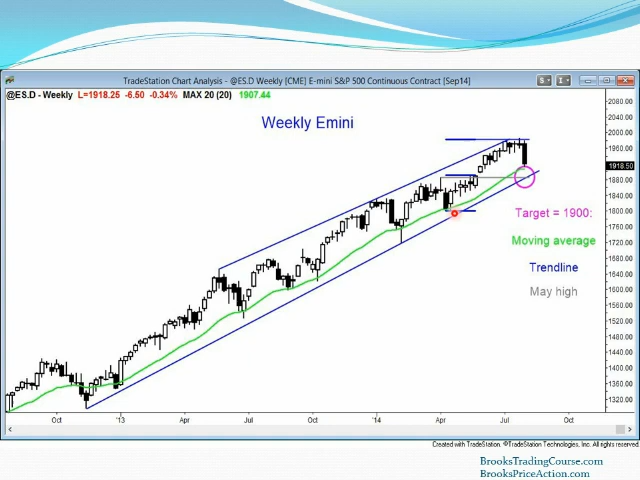 TradeStation Chart Analysis - @ES.D Weekly [CME] E-mini S&P 500 Continuous Contract [Sep14]
S I
@ES.D - Weekly L=1918.25 -6.50 -0.34% MAX 20 (20) 1907.44
Weekly Emini
2080.00
2040.00
2000.00
1960.00
1918.50
1880.00
1840.00
1800.00
1760.00
1720.00
1680.00
1640.00
1600.00
1560.00
1520.00
1480.00
1440.00
1400.00
1360.00
1320.00
Target = 1900:
Moving average
Trendline
May high
Oct '13 Apr Jul Oct '14 Apr Jul Oct
Created with TradeStation. ©TradeStation Technologies, Inc. All rights reserved.
BrooksTradingCourse.com
BrooksPriceAction.com